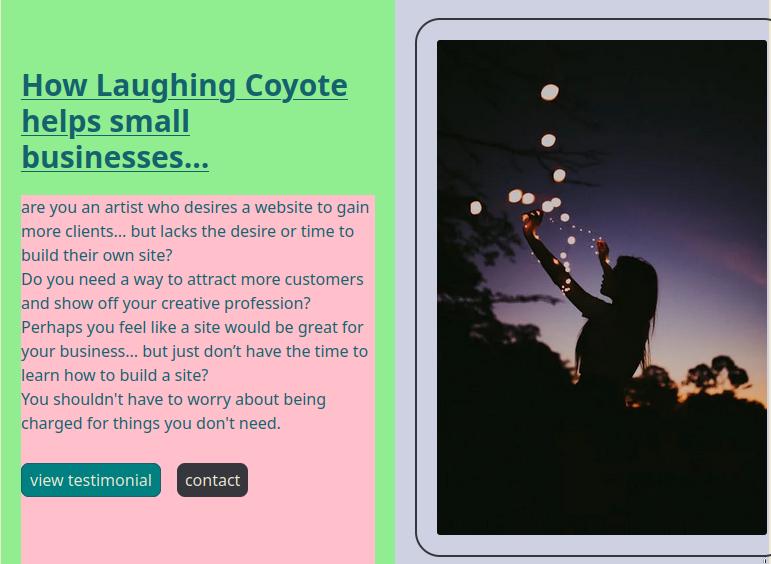 How Laughing Coyote
helps small
businesses...
are you an artist who desires a website to gain
more clients... but lacks the desire or time to
build their own site?
Do you need a way to attract more customers
and show off your creative profession?
Perhaps you feel like a site would be great for
your business... but just don’t have the time to
learn how to build a site?
You shouldn't have to worry about being
charged for things you don't need.
view testimonial
contact